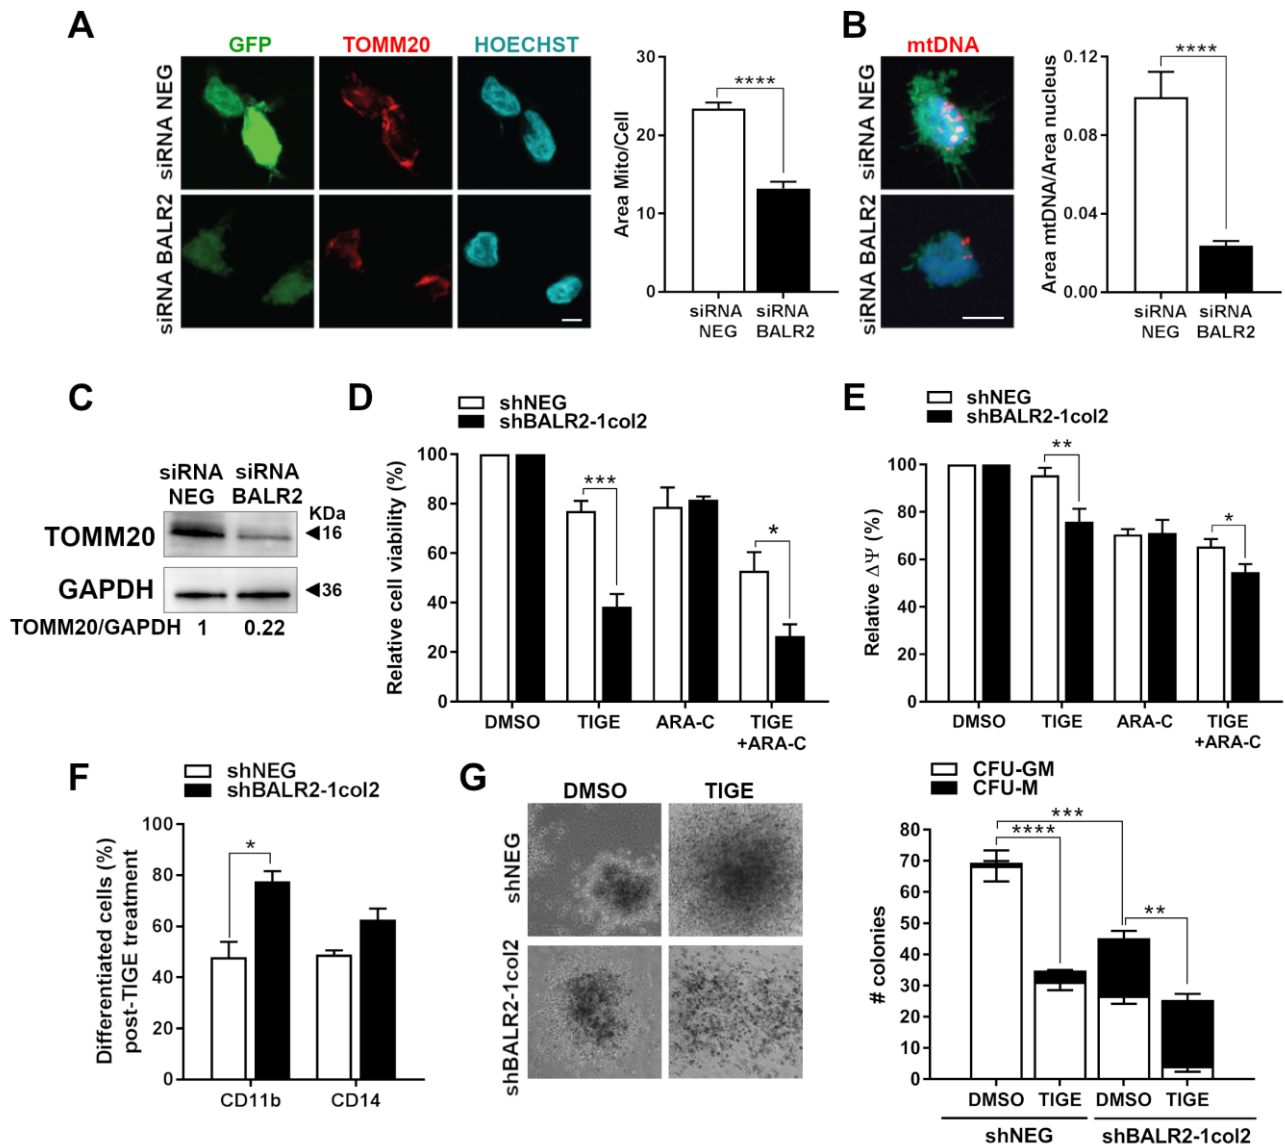 A
GFP TOMM20 HOECHST
siRNA NEG
siRNA BALR2
Area Mito/Cell
30
20
10
0
****
siRNA NEG
siRNA BALR2
B
mtDNA
siRNA NEG
siRNA BALR2
Area mtDNA/Area nucleus
0.12
0.08
0.04
0.00
****
siRNA NEG
siRNA BALR2
C
siRNA NEG
siRNA BALR2
KDa
TOMM20 ◄16
GAPDH ◄36
TOMM20/GAPDH 1 0.22
D
shNEG
shBALR2-1col2
Relative cell viability (%)
100
80
60
40
20
0
***
*
DMSO TIGE ARA-C TIGE
+ARA-C
E
shNEG
shBALR2-1col2
Relative ΔΨ (%)
100
80
60
40
20
0
**
*
DMSO TIGE ARA-C TIGE
+ARA-C
F
shNEG
shBALR2-1col2
Differentiated cells (%)
post-TIGE treatment
100
80
60
40
20
0
*
CD11b CD14
G
DMSO TIGE
shNEG
shBALR2-1col2
CFU-GM
CFU-M
# colonies
80
70
60
50
40
30
20
10
0
***
****
**
DMSO TIGE DMSO TIGE
shNEG shBALR2-1col2